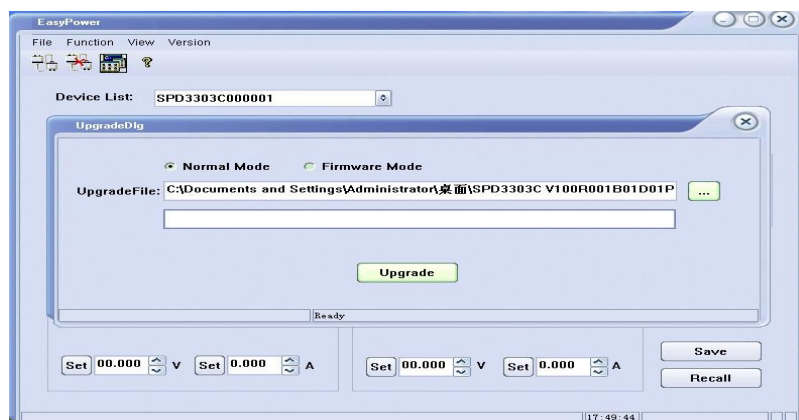 EasyPower
File Function View Version
Device List: SPD3303C000001
UpgradeDlg
Normal Mode Firmware Mode
UpgradeFile: C:\Documents and Settings\Administrator\桌面\SPD3303C V100R001B01D01P ...
Upgrade
Ready
Set 00.000 V Set 0.000 A Set 00.000 V Set 0.000 A
Save
Recall
17:49:44